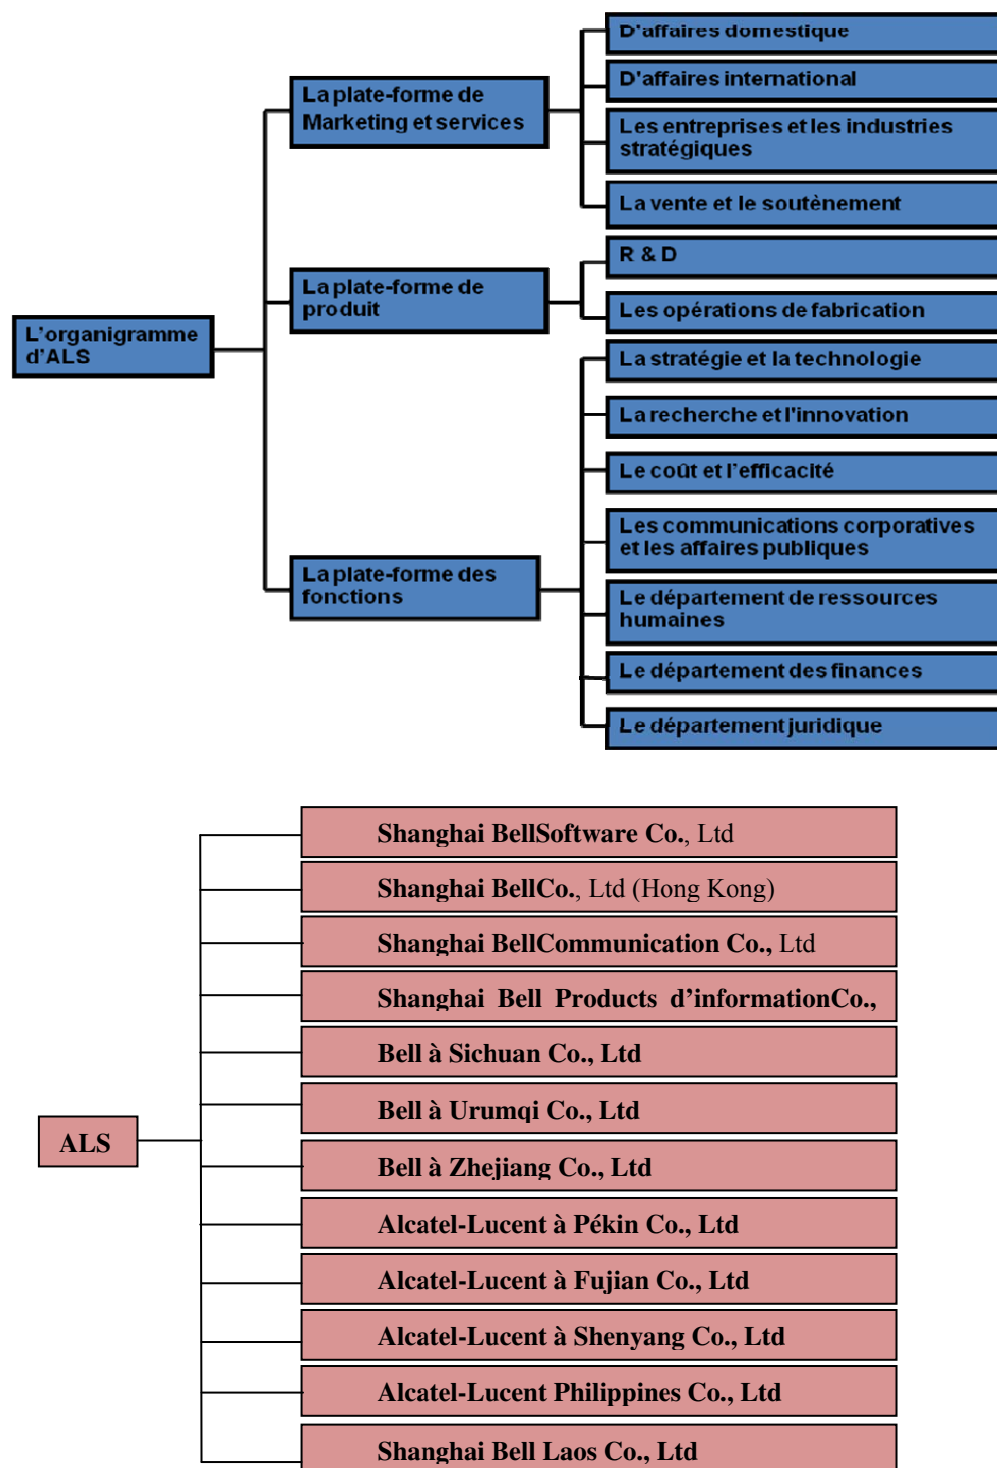 D'affaires domestique
D'affaires international
La plate-forme de
Marketing et services
Les entreprises et les industries
stratégiques
La vente et le soutènement
R & D
La plate-forme de
produit
Les opérations de fabrication
L'organigramme
d'ALS
La stratégie et la technologie
La recherche et l'innovation
Le coût et l'efficacité
Les communications corporatives
et les affaires publiques
La plate-forme des
fonctions
Le département de ressources
humaines
Le département des finances
Le département juridique
Shanghai BellSoftware Co., Ltd
Shanghai BellCo., Ltd (Hong Kong)
Shanghai BellCommunication Co., Ltd
Shanghai Bell Products d'informationCo.,
Bell à Sichuan Co., Ltd
Bell à Urumqi Co., Ltd
ALS
Bell à Zhejiang Co., Ltd
Alcatel-Lucent à Pékin Co., Ltd
Alcatel-Lucent à Fujian Co., Ltd
Alcatel-Lucent à Shenyang Co., Ltd
Alcatel-Lucent Philippines Co., Ltd
Shanghai Bell Laos Co., Ltd